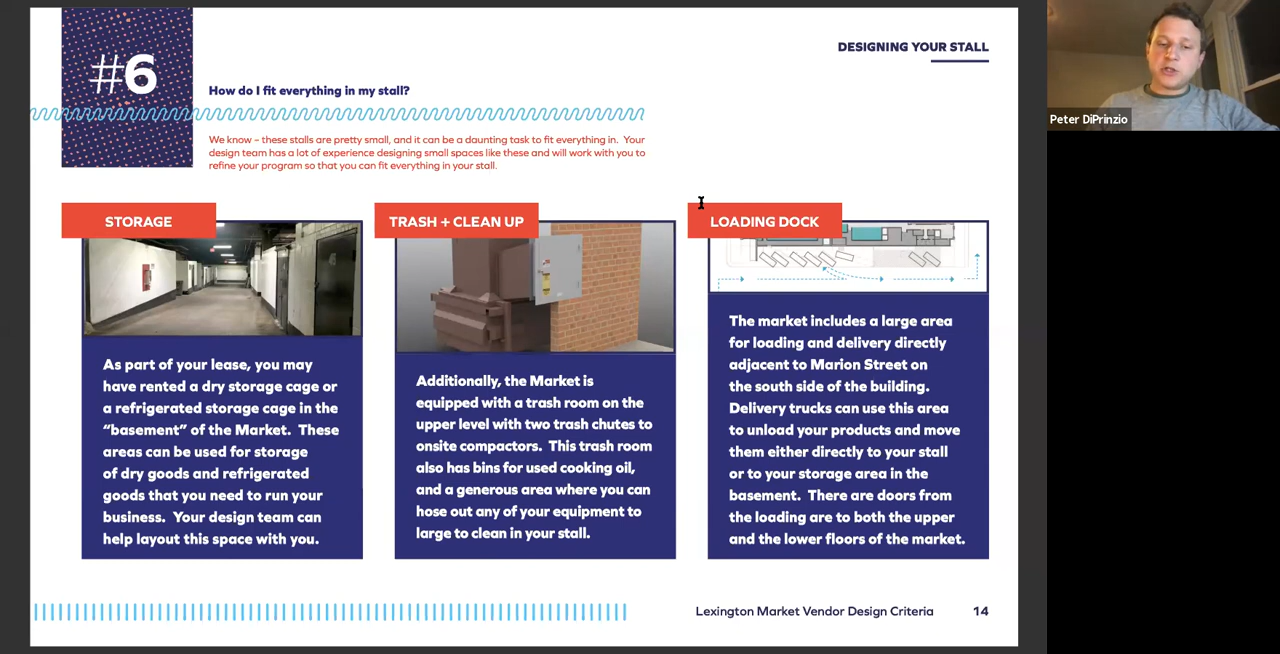 #6
DESIGNING YOUR STALL
How do I fit everything in my stall?
We know – these stalls are pretty small, and it can be a daunting task to fit everything in.  Your
design team has a lot of experience designing small spaces like these and will work with you to
refine your program so that you can fit everything in your stall.
STORAGE
As part of your lease, you may
have rented a dry storage cage or
a refrigerated storage cage in the
“basement” of the Market.  These
areas can be used for storage
of dry goods and refrigerated
goods that you need to run your
business.  Your design team can
help layout this space with you.
TRASH + CLEAN UP
Additionally, the Market is
equipped with a trash room on the
upper level with two trash chutes to
onsite compactors.  This trash room
also has bins for used cooking oil,
and a generous area where you can
hose out any of your equipment to
large to clean in your stall.
LOADING DOCK
The market includes a large area
for loading and delivery directly
adjacent to Marion Street on
the south side of the building.
Delivery trucks can use this area
to unload your products and move
them either directly to your stall
or to your storage area in the
basement.  There are doors from
the loading are to both the upper
and the lower floors of the market.
Lexington Market Vendor Design Criteria
14
Peter DiPrinzio